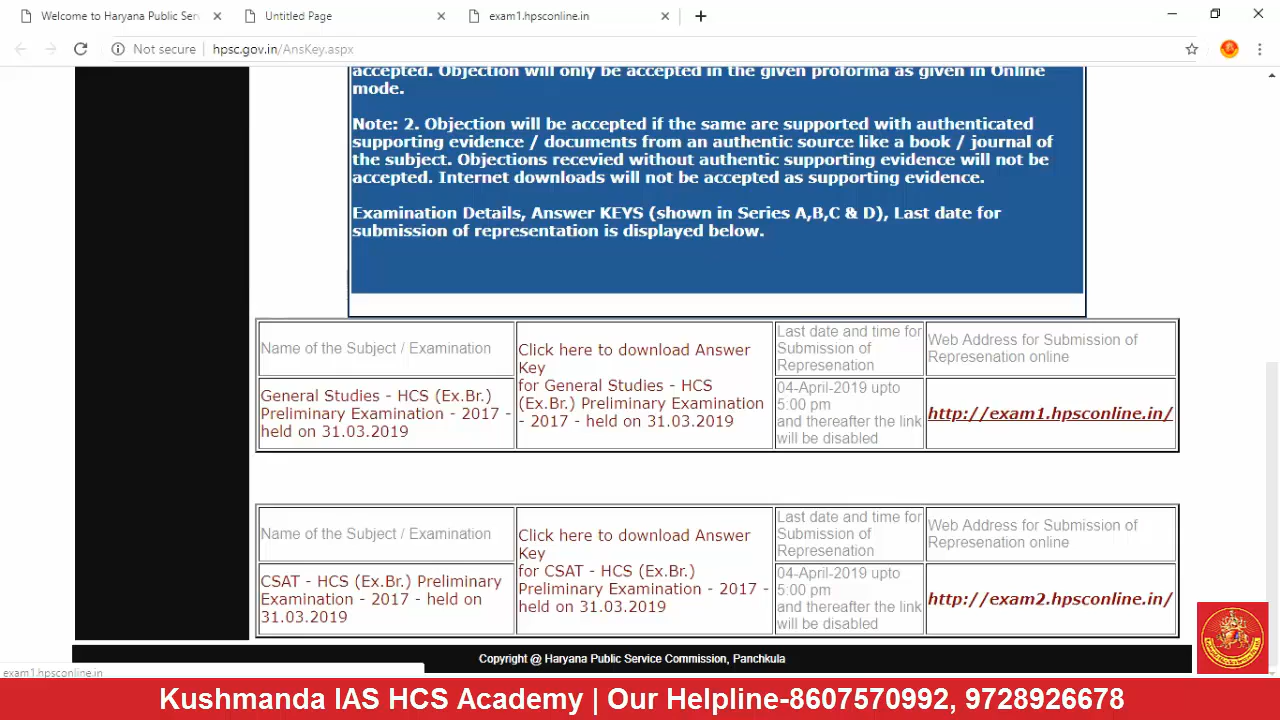 Welcome to Haryana Public Ser
Untitled Page
exam1.hpsconline.in
Not secure
hpsc.gov.in/AnsKey.aspx
accepted. Objection will only be accepted in the given proforma as given in Online
mode.
Note: 2. Objection will be accepted if the same are supported with authenticated
supporting evidence / documents from an authentic source like a book / journal of
the subject. Objections recevied without authentic supporting evidence will not be
accepted. Internet downloads will not be accepted as supporting evidence.
Examination Details, Answer KEYS (shown in Series A,B,C & D), Last date for
submission of represntation is displayed below.
Name of the Subject / Examination
Click here to download Answer
Key
for General Studies - HCS
(Ex.Br.) Preliminary Examination
- 2017 - held on 31.03.2019
Last date and time for
Submission of
Represenation
Web Address for Submission of
Represenation online
General Studies - HCS (Ex.Br.)
Preliminary Examination - 2017 -
held on 31.03.2019
04-April-2019 upto
5:00 pm
and thereafter the link
will be disabled
http://exam1.hpsconline.in/
Name of the Subject / Examination
Click here to download Answer
Key
for CSAT - HCS (Ex.Br.)
Preliminary Examination - 2017 -
held on 31.03.2019
Last date and time for
Submission of
Represenation
Web Address for Submission of
Represenation online
CSAT - HCS (Ex.Br.) Preliminary
Examination - 2017 - held on
31.03.2019
04-April-2019 upto
5:00 pm
and thereafter the link
will be disabled
http://exam2.hpsconline.in/
Copyright @ Haryana Public Service Commission, Panchkula
exam1.hpsconline.in
Kushmanda IAS HCS Academy | Our Helpline-8607570992, 9728926678